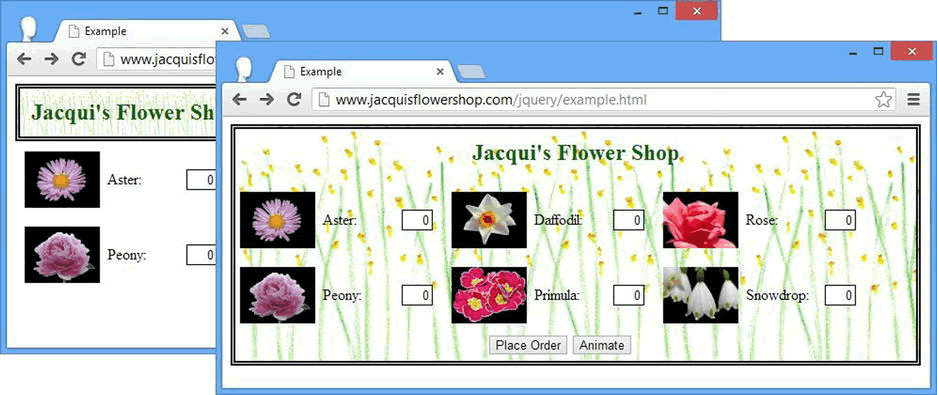 Example
www.jacquisflo
Jacqui's Flower Sh
Aster: 0
Peony: 0
Example
www.jacquisflowershop.com/jquery/example.html
Jacqui's Flower Shop
Aster: 0 Daffodil: 0 Rose: 0
Peony: 0 Primula: 0 Snowdrop: 0
Place Order Animate